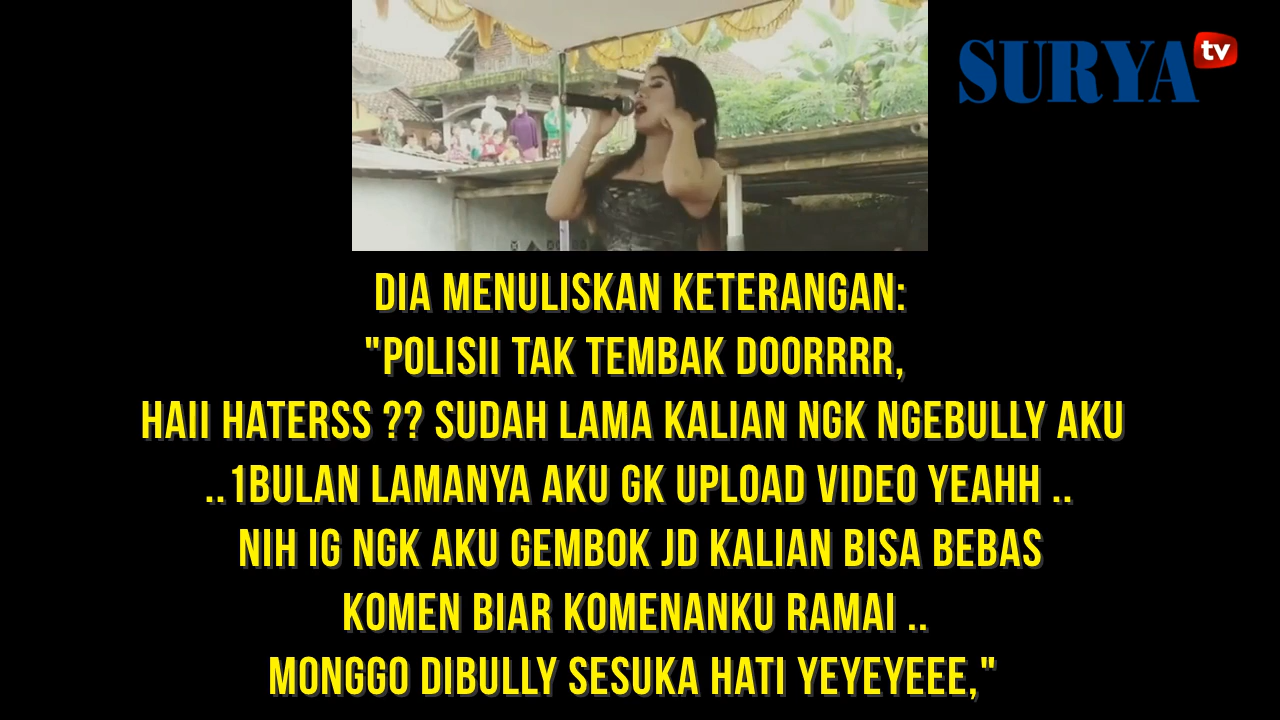 SURYA tv
DIA MENULISKAN KETERANGAN:
"POLISII TAK TEMBAK DOORRRR,
HAII HATERSS ?? SUDAH LAMA KALIAN NGK NGEBULLY AKU
..1BULAN LAMANYA AKU GK UPLOAD VIDEO YEAHH ..
NIH IG NGK AKU GEMBOK JD KALIAN BISA BEBAS
KOMEN BIAR KOMENANKU RAMAI ..
MONGGO DIBULLY SESUKA HATI YEYEYEEE,"